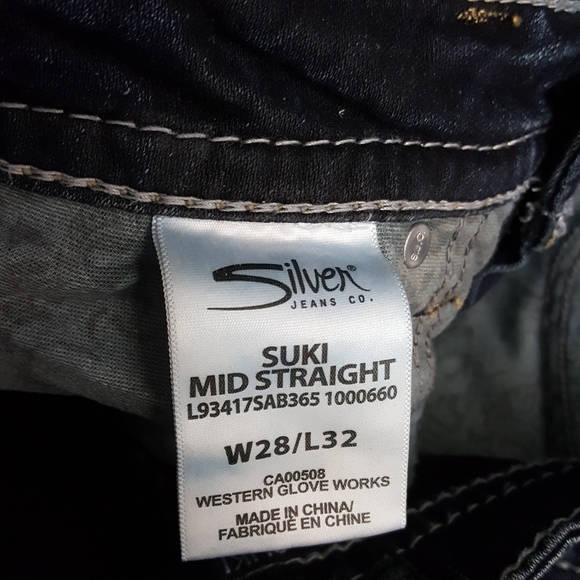 Silver®
JEANS CO.
SUKI
MID STRAIGHT
L93417SAB365 1000660
W28/L32
CA00508
WESTERN GLOVE WORKS
MADE IN CHINA/
FABRIQUÉ EN CHINE